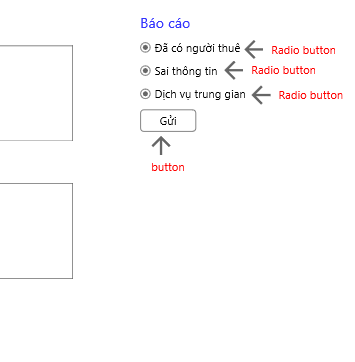 Báo cáo
Đã có người thuê
Radio button
Sai thông tin
Radio button
Dịch vụ trung gian
Radio button
Gửi
button